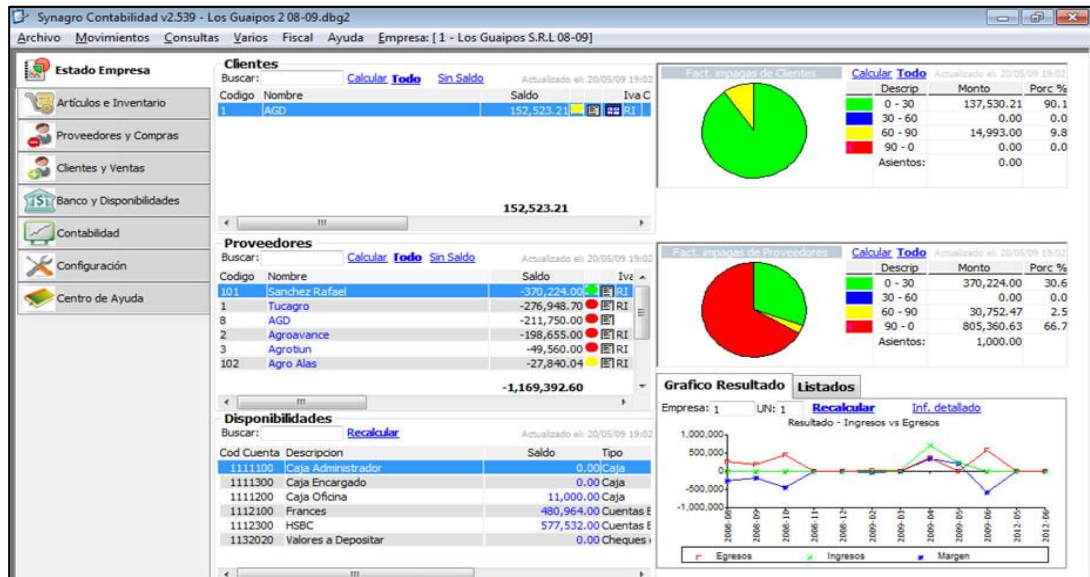 Synagro Contabilidad v2.539 - Los Guaipos 2 08-09.dbg2
Archivo Movimientos Consultas Varios Fiscal Ayuda Empresa: [ 1 - Los Guaipos S.R.L 08-09]
Estado Empresa
Artículos e Inventario
Proveedores y Compras
Clientes y Ventas
Banco y Disponibilidades
Contabilidad
Configuración
Centro de Ayuda
Clientes
Buscar: Calcular Todo Sin Saldo Actualizado el: 20/05/09 19:02
Codigo Nombre Saldo Iva C
1 AGD 152,523.21 RI
152,523.21
Proveedores
Buscar: Calcular Todo Sin Saldo Actualizado el: 20/05/09 19:02
Codigo Nombre Saldo Iva
101 Sanchez Rafael -370,224.00 RI
1 Tucagro -276,948.70 RI
8 AGD -211,750.00 RI
2 Agroavance -198,655.00 RI
3 Agrotiun -49,560.00 RI
102 Agro Alas -27,840.04 RI
-1,169,392.60
Disponibilidades
Buscar: Recalcular Actualizado el: 20/05/09 19:02
Cod Cuenta Descripcion Saldo Tipo
1111100 Caja Administrador 0.00 Caja
1111300 Caja Encargado 0.00 Caja
1111200 Caja Oficina 11,000.00 Caja
1112100 Frances 480,964.00 Cuentas E
1112300 HSBC 577,532.00 Cuentas E
1132020 Valores a Depositar 0.00 Cheques
Fact. impagas de Clientes Calcular Todo Actualizado el: 20/05/09 19:02
Descrip Monto Porc %
0 - 30 137,530.21 90.1
30 - 60 0.00 0.0
60 - 90 14,993.00 9.8
90 - 0 0.00 0.0
Asientos: 0.00
Fact. impagas de Proveedores Calcular Todo Actualizado el: 20/05/09 19:02
Descrip Monto Porc %
0 - 30 370,224.00 30.6
30 - 60 0.00 0.0
60 - 90 30,752.47 2.5
90 - 0 805,360.63 66.7
Asientos: 1,000.00
Grafico Resultado Listados
Empresa: 1 UN: 1 Recalcular Inf. detallado
Resultado - Ingresos vs Egresos
1,000,000
500,000
0
-500,000
-1,000,000
2008-08 2008-09 2008-10 2008-11 2008-12 2009-01 2009-02 2009-03 2009-04 2009-05 2009-06 2012-05 2012-06
Egresos Ingresos Margen